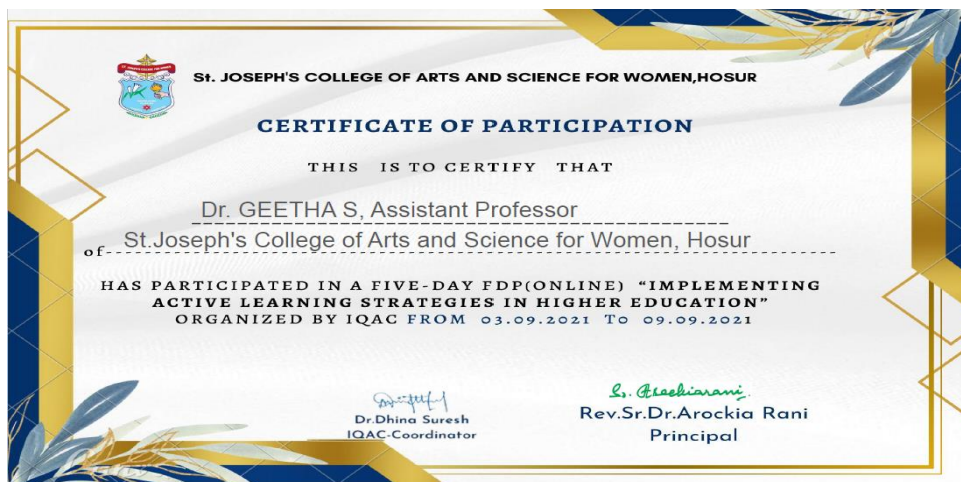 St. JOSEPH'S COLLEGE OF ARTS AND SCIENCE FOR WOMEN,HOSUR
CERTIFICATE OF PARTICIPATION
THIS IS TO CERTIFY THAT
Dr. GEETHA S, Assistant Professor
of St.Joseph's College of Arts and Science for Women, Hosur
HAS PARTICIPATED IN A FIVE-DAY FDP(ONLINE) “IMPLEMENTING
ACTIVE LEARNING STRATEGIES IN HIGHER EDUCATION”
ORGANIZED BY IQAC FROM 03.09.2021 TO 09.09.2021
Dr.Dhina Suresh
IQAC-Coordinator
Rev.Sr.Dr.Arockia Rani
Principal